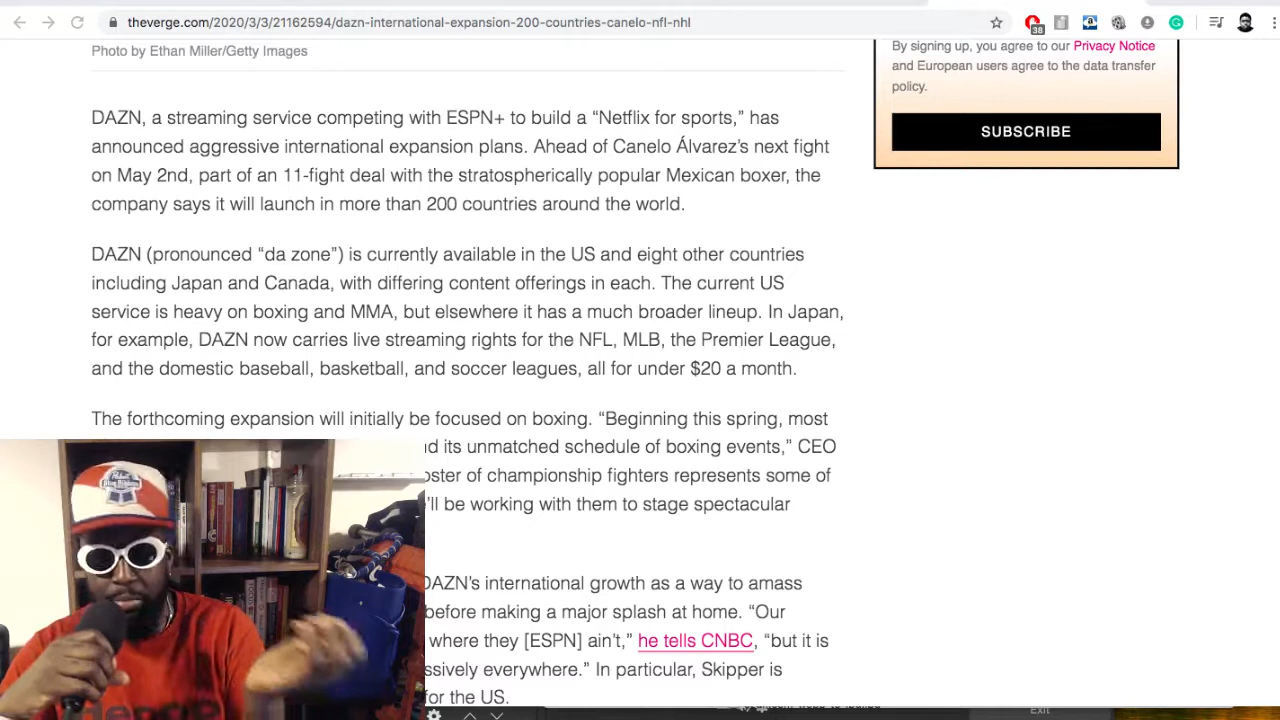 theverge.com/2020/3/3/21162594/dazn-international-expansion-200-countries-canelo-nfl-nhl
38
Photo by Ethan Miller/Getty Images
By signing up, you agree to our Privacy Notice
and European users agree to the data transfer
policy.
SUBSCRIBE
DAZN, a streaming service competing with ESPN+ to build a “Netflix for sports,” has
announced aggressive international expansion plans. Ahead of Canelo Álvarez’s next fight
on May 2nd, part of an 11-fight deal with the stratospherically popular Mexican boxer, the
company says it will launch in more than 200 countries around the world.
DAZN (pronounced “da zone”) is currently available in the US and eight other countries
including Japan and Canada, with differing content offerings in each. The current US
service is heavy on boxing and MMA, but elsewhere it has a much broader lineup. In Japan,
for example, DAZN now carries live streaming rights for the NFL, MLB, the Premier League,
and the domestic baseball, basketball, and soccer leagues, all for under $20 a month.
The forthcoming expansion will initially be focused on boxing. “Beginning this spring, most
its unmatched schedule of boxing events,” CEO
of championship fighters represents some of
be working with them to stage spectacular
DAZN’s international growth as a way to amass
before making a major splash at home. “Our
where they [ESPN] ain’t,” he tells CNBC, “but it is
everywhere.” In particular, Skipper is
for the US.
Exit